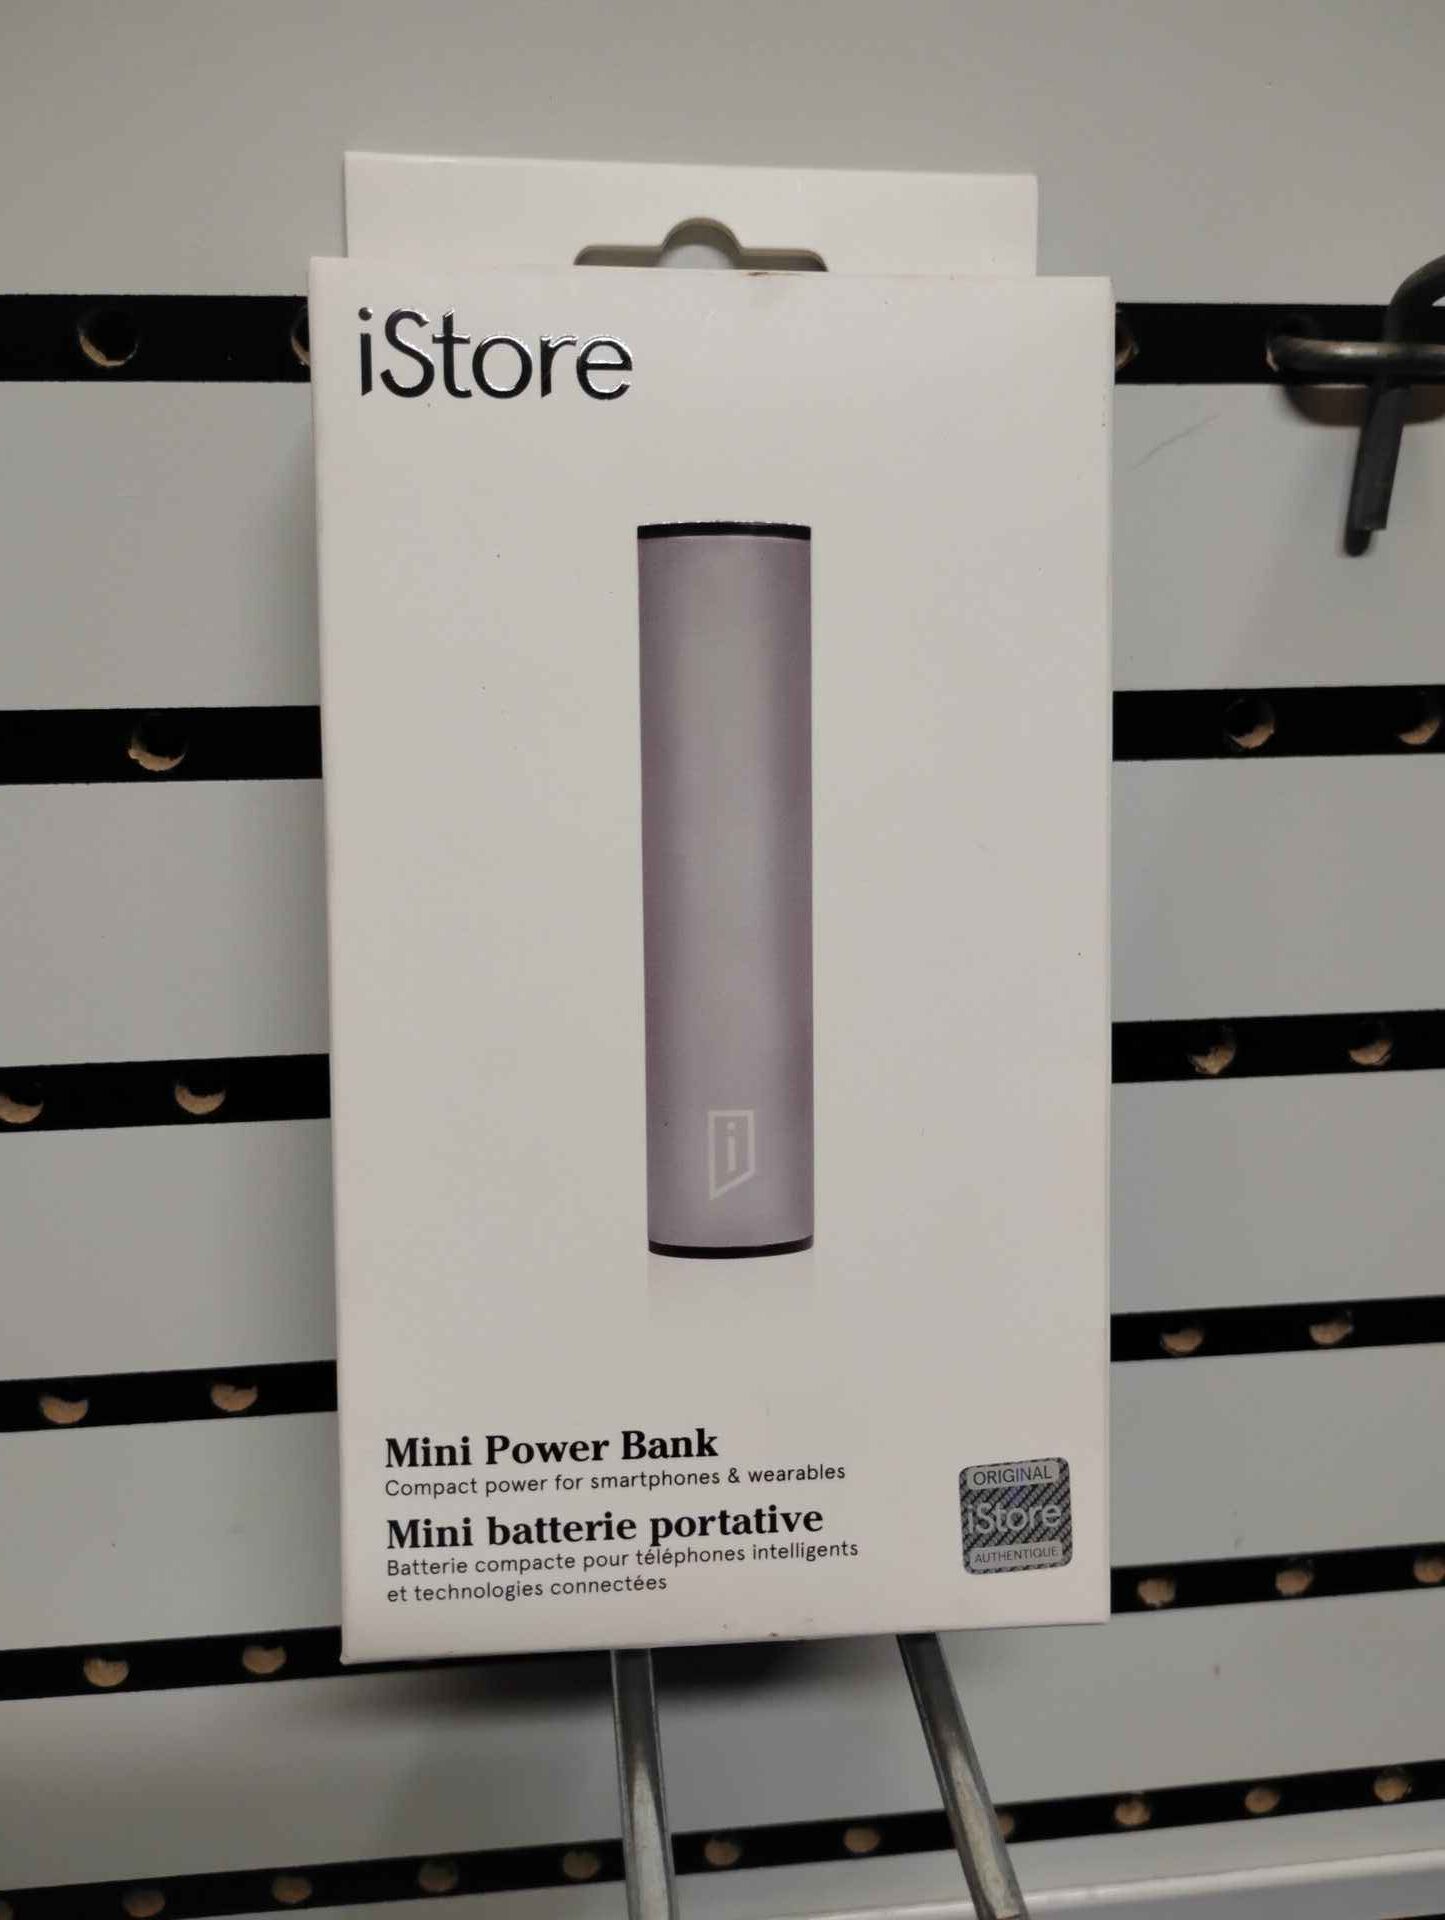 iStore
i
Mini Power Bank
Compact power for smartphones & wearables
Mini batterie portative
Batterie compacte pour téléphones intelligents
et technologies connectées
ORIGINAL
iStore
AUTHENTIQUE